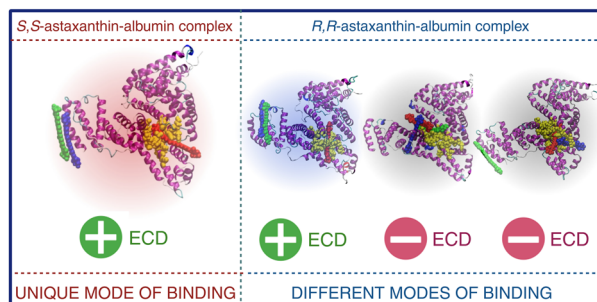 S,S-astaxanthin-albumin complex
R,R-astaxanthin-albumin complex
ECD
ECD
ECD
ECD
UNIQUE MODE OF BINDING
DIFFERENT MODES OF BINDING